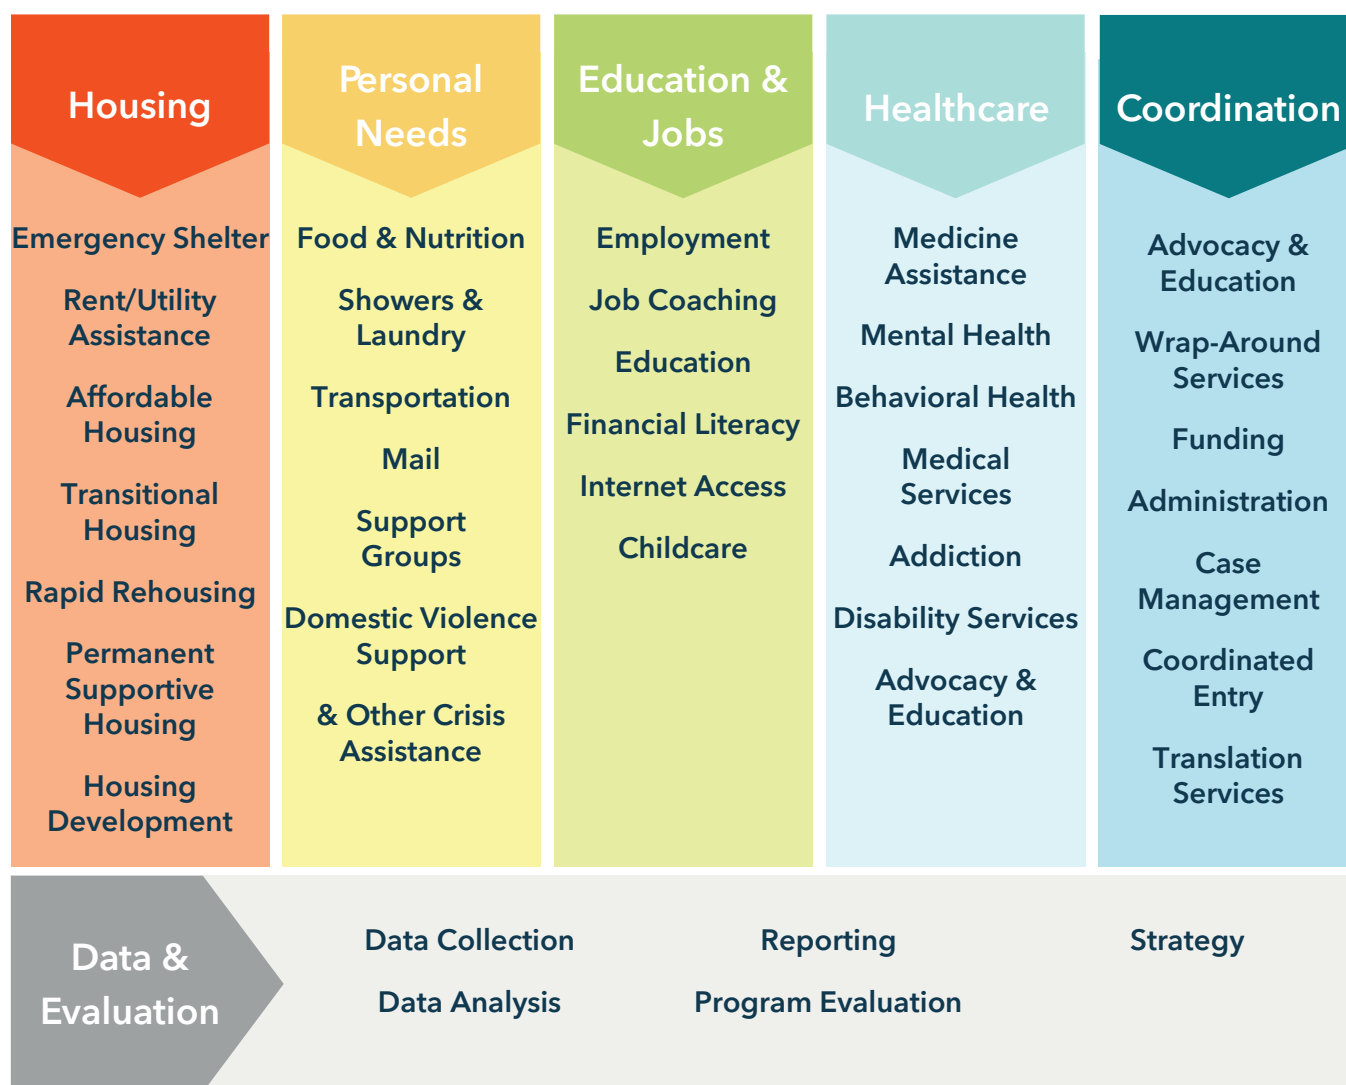 Housing
Emergency Shelter
Rent/Utility
Assistance
Affordable
Housing
Transitional
Housing
Rapid Rehousing
Permanent
Supportive
Housing
Housing
Development
Personal
Needs
Food & Nutrition
Showers &
Laundry
Transportation
Mail
Support
Groups
Domestic Violence
Support
& Other Crisis
Assistance
Education &
Jobs
Employment
Job Coaching
Education
Financial Literacy
Internet Access
Childcare
Healthcare
Medicine
Assistance
Mental Health
Behavioral Health
Medical
Services
Addiction
Disability Services
Advocacy &
Education
Coordination
Advocacy &
Education
Wrap-Around
Services
Funding
Administration
Case
Management
Coordinated
Entry
Translation
Services
Data &
Evaluation
Data Collection
Data Analysis
Reporting
Program Evaluation
Strategy